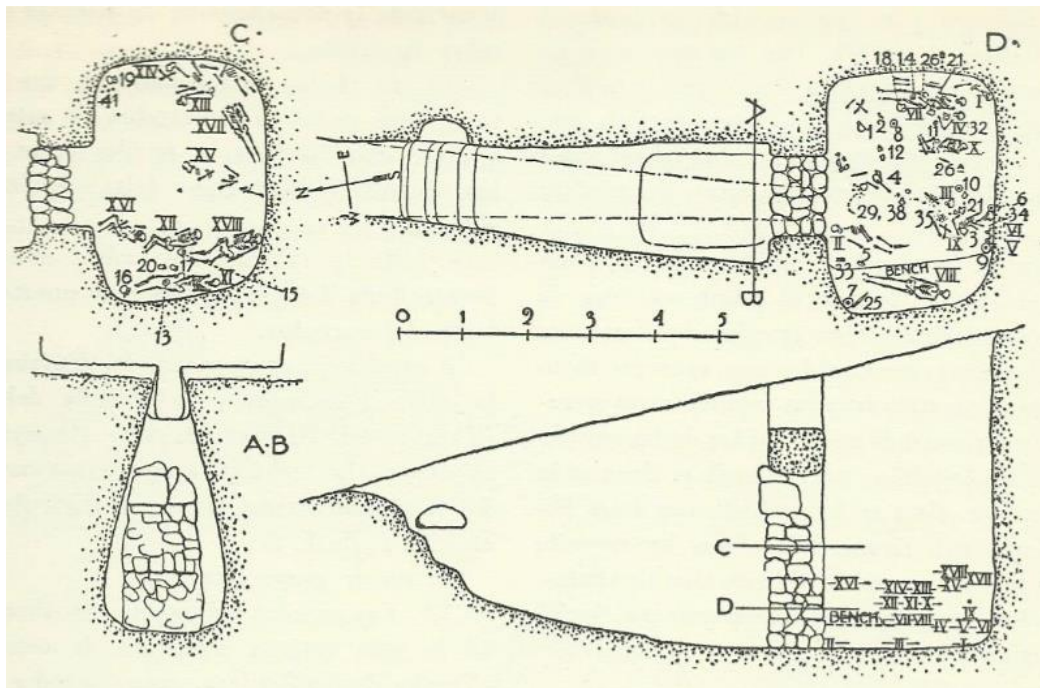 C.
XIV
19
41
XIII
XVII
XV
XVI
XII
XVIII
20
17
XI
16
15
13
N
E
S
W
A
B
D.
18 14 26 21
I
VII
2
1
8
11
IV 32
X
12
26
4
10
III
21
6
29, 38
35
34
3
VI
II
IX
V
5
33
BENCH
VIII
7
25
0 1 2 3 4 5
A-B
C
D
XVI
XVIII
XIV-XIII
XV
XVII
XII-XI-X
IX
BENCH
VII-VIII
IV
V
VI
II
III
I